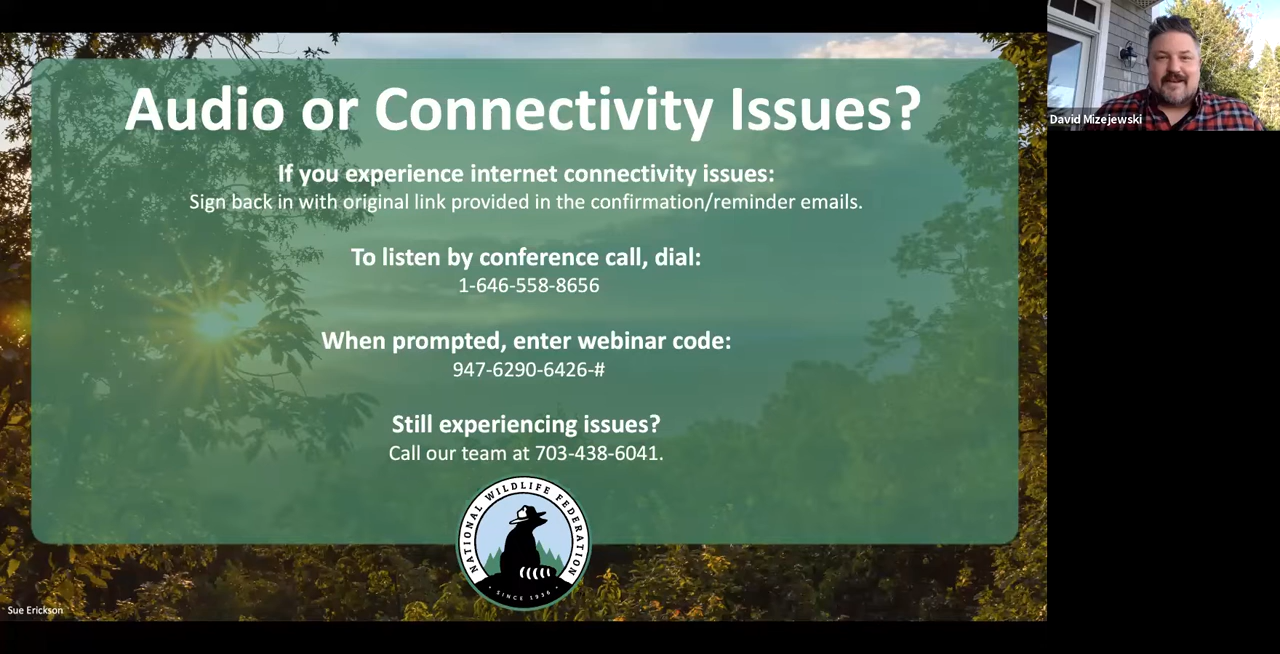 Audio or Connectivity Issues?
If you experience internet connectivity issues:
Sign back in with original link provided in the confirmation/reminder emails.
To listen by conference call, dial:
1-646-558-8656
When prompted, enter webinar code:
947-6290-6426-#
Still experiencing issues?
Call our team at 703-438-6041.
NATIONAL WILDLIFE FEDERATION
• SINCE 1936 •
Sue Erickson
David Mizejewski